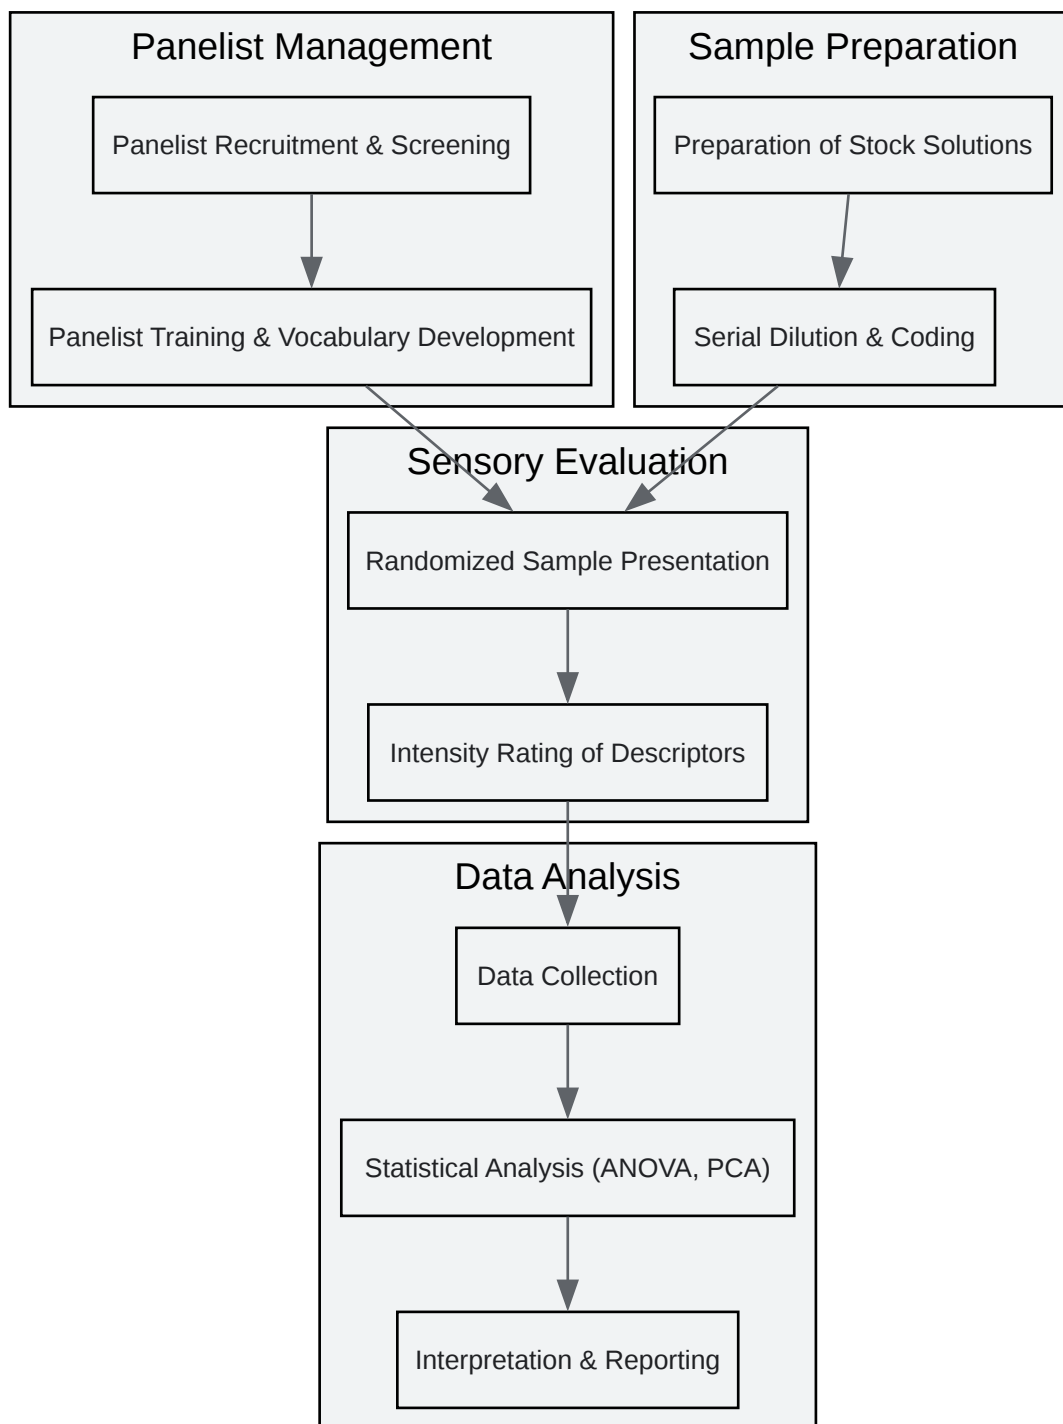 Panelist Management
Panelist Recruitment & Screening
Panelist Training & Vocabulary Development
Sample Preparation
Preparation of Stock Solutions
Serial Dilution & Coding
Sensory Evaluation
Randomized Sample Presentation
Intensity Rating of Descriptors
Data Analysis
Data Collection
Statistical Analysis (ANOVA, PCA)
Interpretation & Reporting